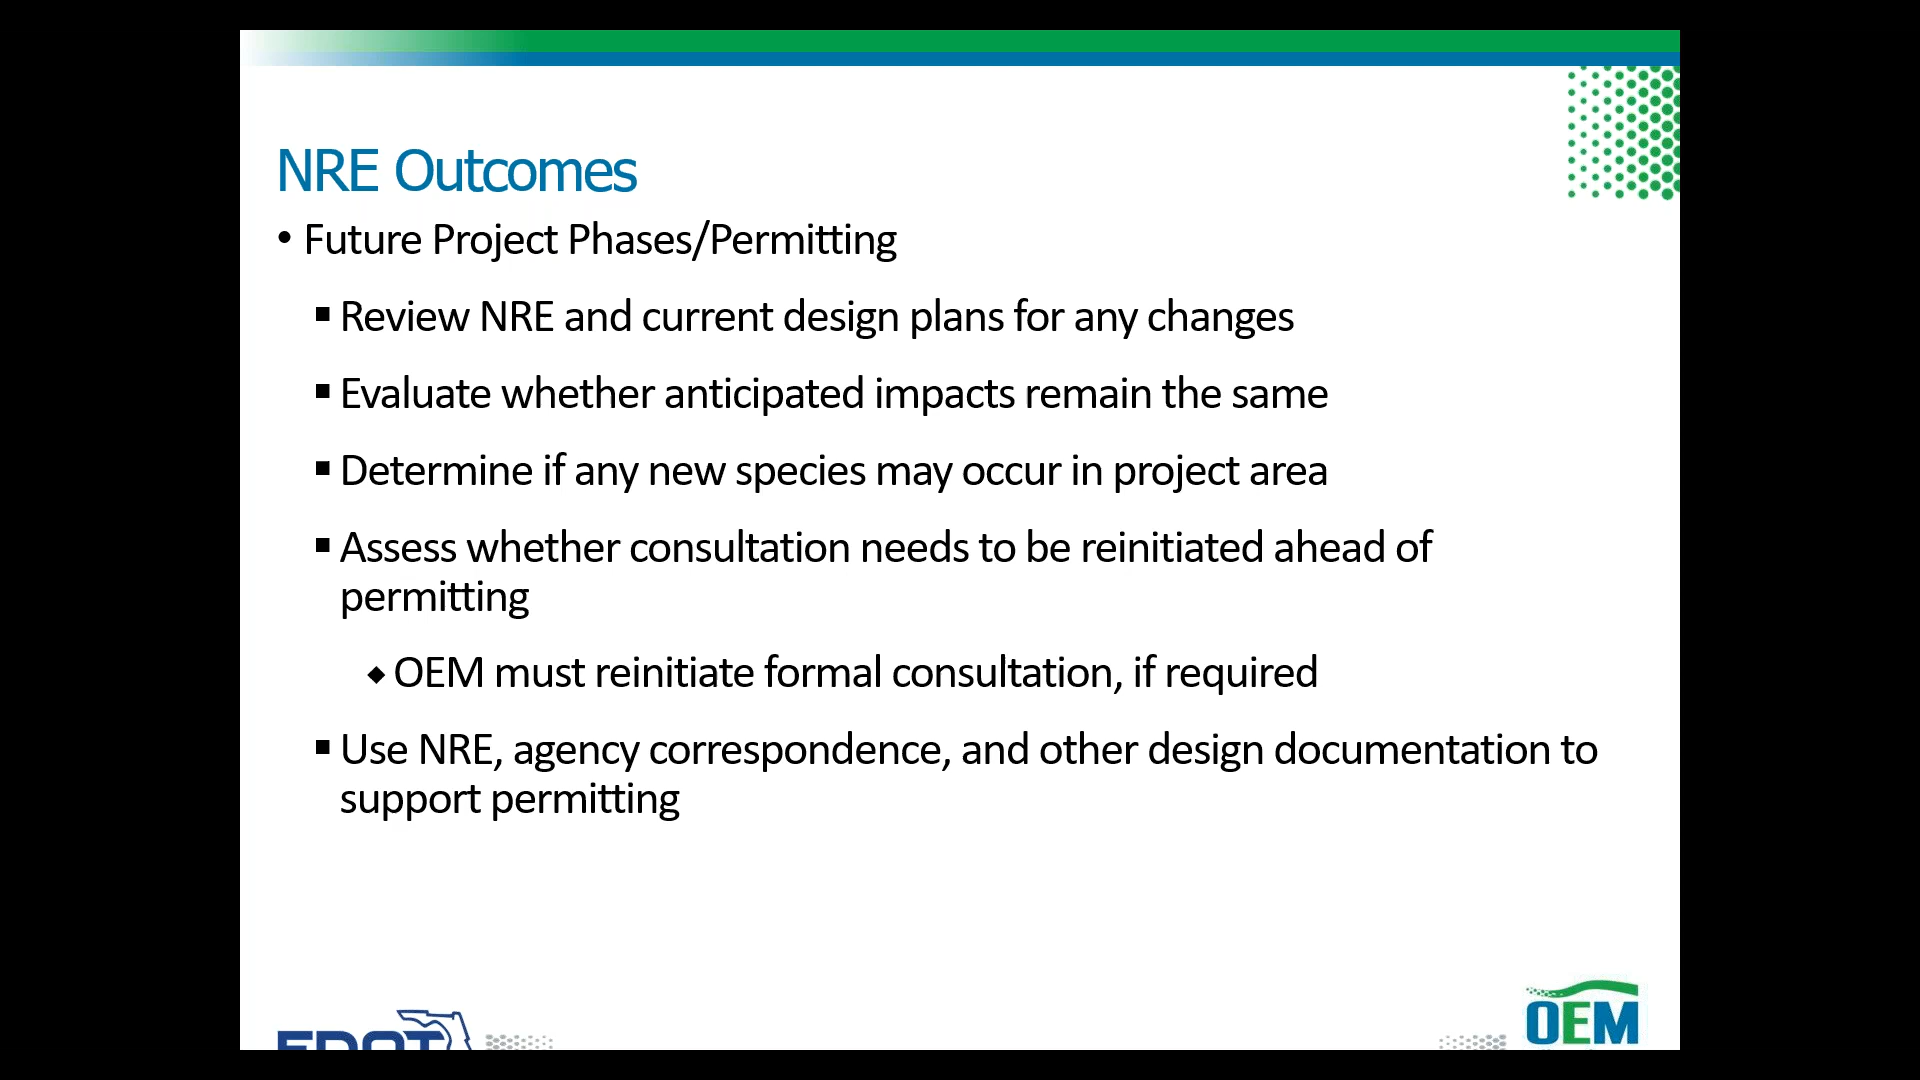 NRE Outcomes
• Future Project Phases/Permitting
▪ Review NRE and current design plans for any changes
▪ Evaluate whether anticipated impacts remain the same
▪ Determine if any new species may occur in project area
▪ Assess whether consultation needs to be reinitiated ahead of
permitting
◆ OEM must reinitiate formal consultation, if required
▪ Use NRE, agency correspondence, and other design documentation to
support permitting
FDOT
OEM